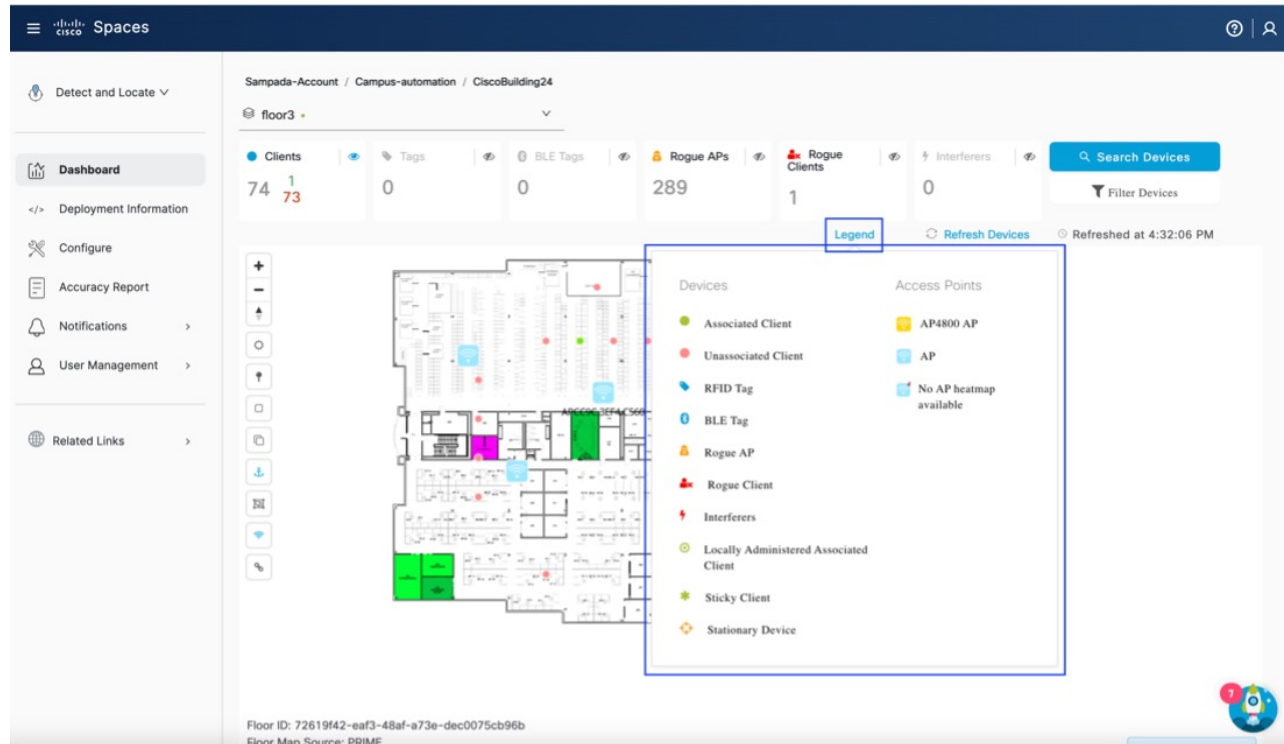 cisco Spaces
Detect and Locate
Dashboard
Deployment Information
Configure
Accuracy Report
Notifications
User Management
Related Links
Sampada-Account / Campus-automation / CiscoBuilding24
floor3
Clients
74 1
73
Tags
0
BLE Tags
0
Rogue APs
289
Rogue
Clients
1
Interferers
0
Search Devices
Filter Devices
Legend
Refresh Devices
Refreshed at 4:32:06 PM
Devices
Associated Client
Unassociated Client
RFID Tag
BLE Tag
Rogue AP
Rogue Client
Interferers
Locally Administered Associated
Client
Sticky Client
Stationary Device
Access Points
AP4800 AP
AP
No AP heatmap
available
7
Floor ID: 72619f42-eaf3-48af-a73e-dec0075cb96b
Floor Map Source: PRIME